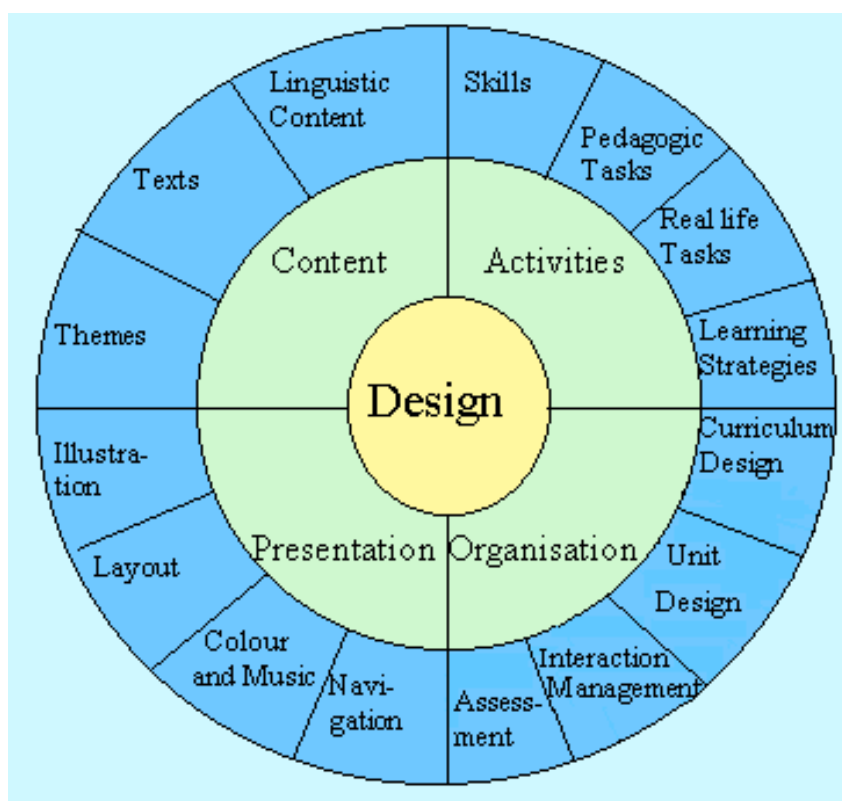 Linguistic
Content
Skills
Pedagogic
Tasks
Texts
Real life
Tasks
Content
Activities
Themes
Learning
Strategies
Design
Curriculum
Design
Illustra-
tion
Presentation
Organisation
Unit
Design
Layout
Colour
and Music
Navi-
gation
Assess-
ment
Interaction
Management